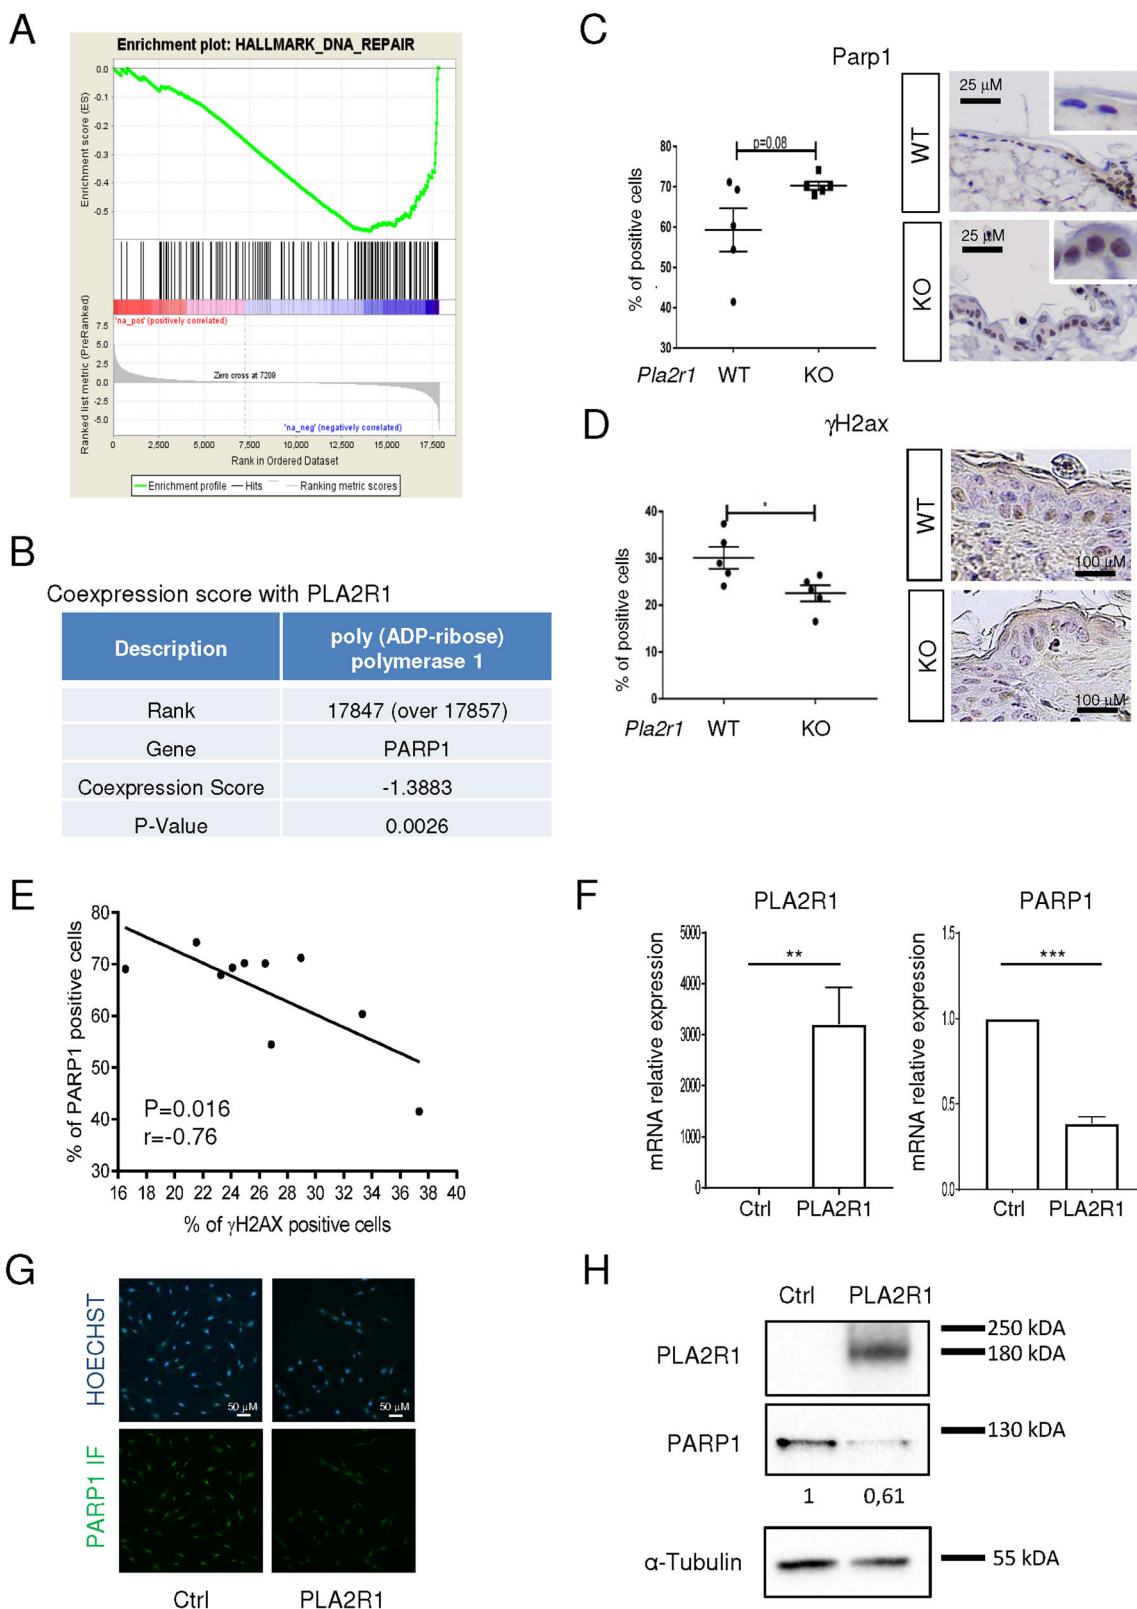 A
Enrichment plot: HALLMARK_DNA_REPAIR
Enrichment score (ES)
0.0
-0.1
-0.2
-0.3
-0.4
-0.5
'na_pos' (positively correlated)
Ranked list metric (PreRanked)
7.5
5.0
2.5
0.0
-2.5
-5.0
Zero cross at 7209
'na_neg' (negatively correlated)
0 2,500 5,000 7,500 10,000 12,500 15,000 17,500
Rank in Ordered Dataset
Enrichment profile — Hits Ranking metric scores
B
Coexpression score with PLA2R1
Description poly (ADP-ribose) polymerase 1
Rank 17847 (over 17857)
Gene PARP1
Coexpression Score -1.3883
P-Value 0.0026
C
Parp1
% of positive cells
80
70
60
50
40
30
p=0.08
Pla2r1 WT KO
WT
25 µM
KO
25 µM
D
γH2ax
% of positive cells
40
30
20
10
0
*
Pla2r1 WT KO
WT
100 µM
KO
100 µM
E
% of PARP1 positive cells
80
70
60
50
40
30
P=0.016
r=-0.76
16 18 20 22 24 26 28 30 32 34 36 38 40
% of γH2AX positive cells
F
PLA2R1
mRNA relative expression
5000
4000
3000
2000
1000
0
**
Ctrl PLA2R1
PARP1
mRNA relative expression
1.5
1.0
0.5
0.0
***
Ctrl PLA2R1
G
HOECHST
50 µM
50 µM
PARP1 IF
Ctrl PLA2R1
H
Ctrl PLA2R1
PLA2R1
250 kDA
180 kDA
PARP1
130 kDA
1 0,61
α-Tubulin
55 kDA